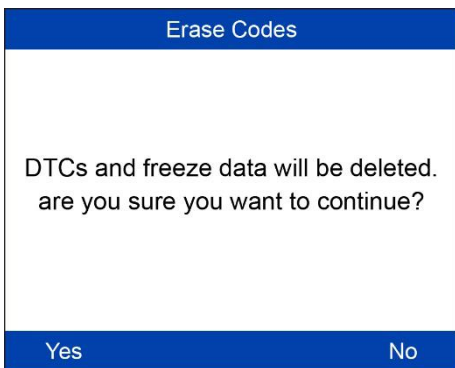 Erase Codes
DTCs and freeze data will be deleted.
are you sure you want to continue?
Yes No